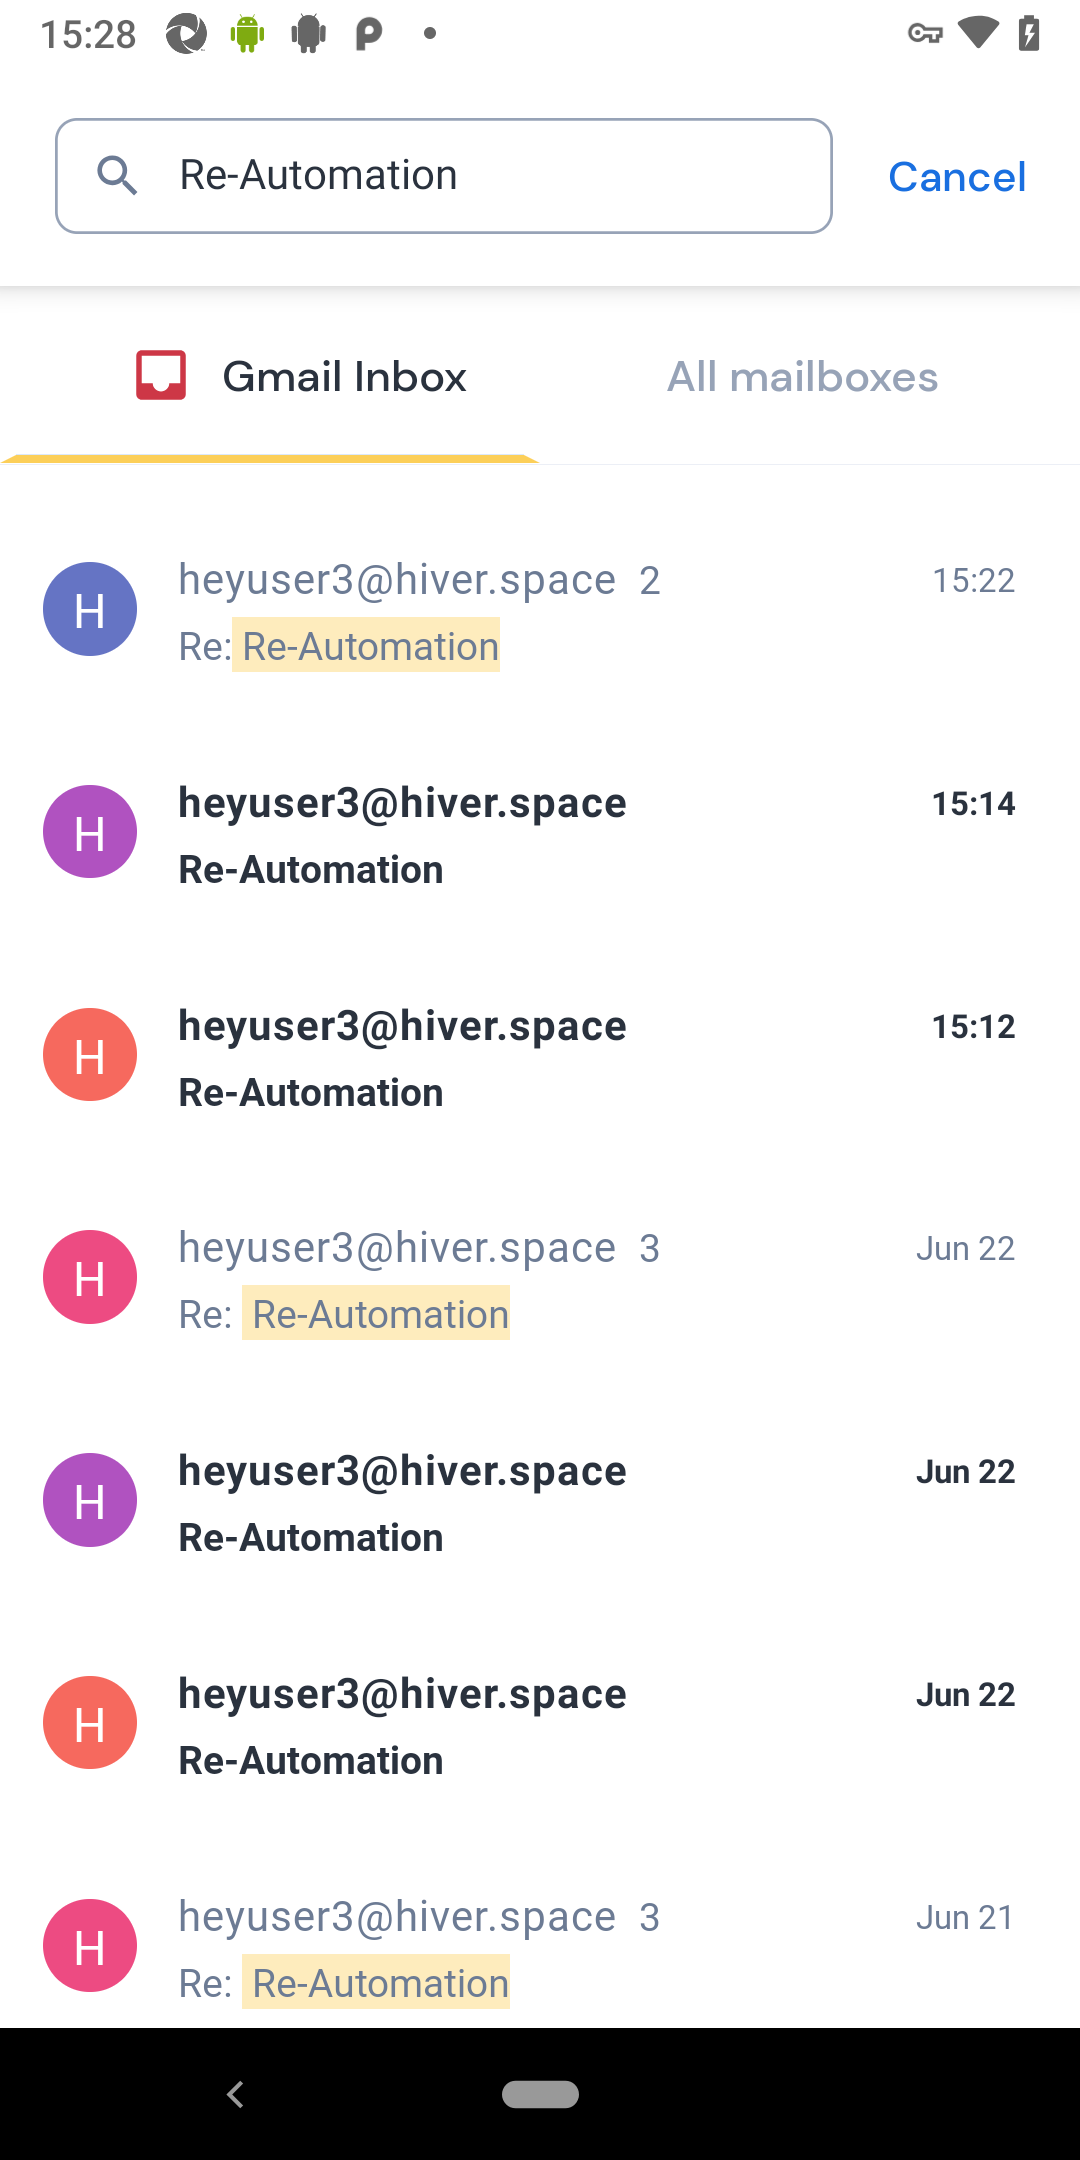 15:28
Re-Automation
Cancel
Gmail Inbox
All mailboxes
H
heyuser3@hiver.space 2
15:22
Re: Re-Automation
H
heyuser3@hiver.space
15:14
Re-Automation
H
heyuser3@hiver.space
15:12
Re-Automation
H
heyuser3@hiver.space 3
Jun 22
Re: Re-Automation
H
heyuser3@hiver.space
Jun 22
Re-Automation
H
heyuser3@hiver.space
Jun 22
Re-Automation
H
heyuser3@hiver.space 3
Jun 21
Re: Re-Automation